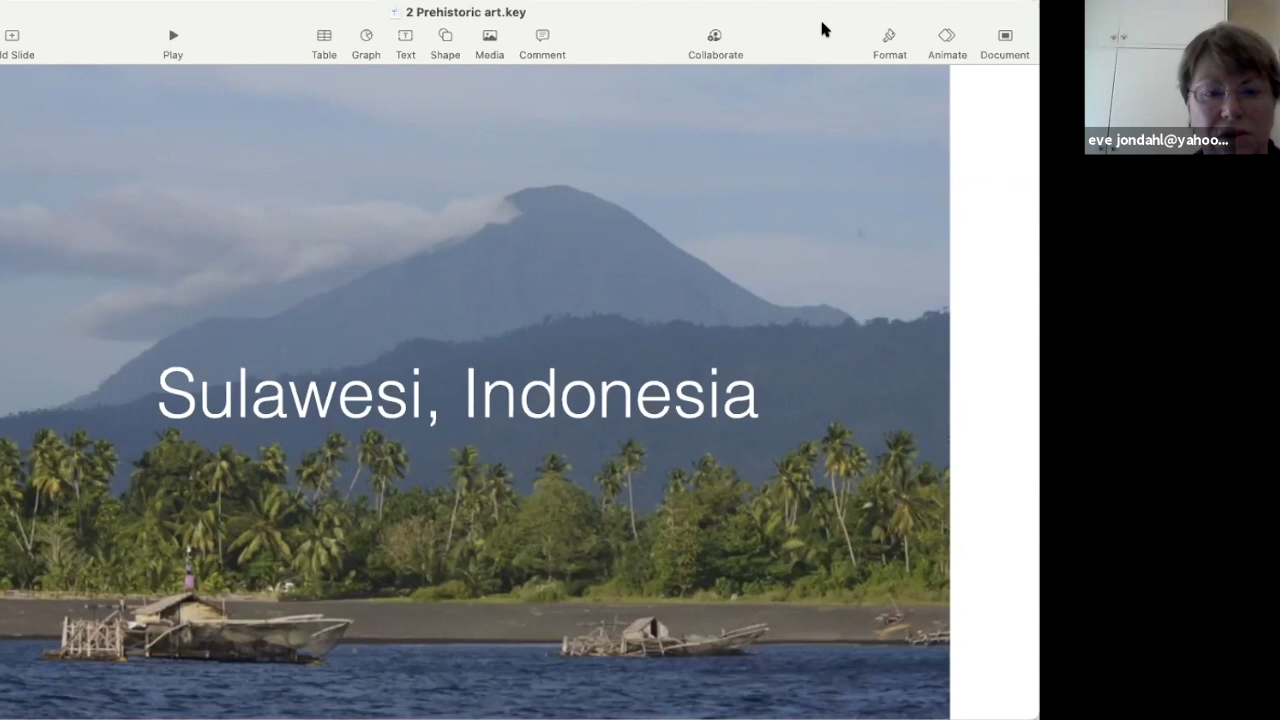 2 Prehistoric art.key
d Slide
Play
Table
Graph
Text
Shape
Media
Comment
Collaborate
Format
Animate
Document
eve jondahl@yahoo...
Sulawesi, Indonesia